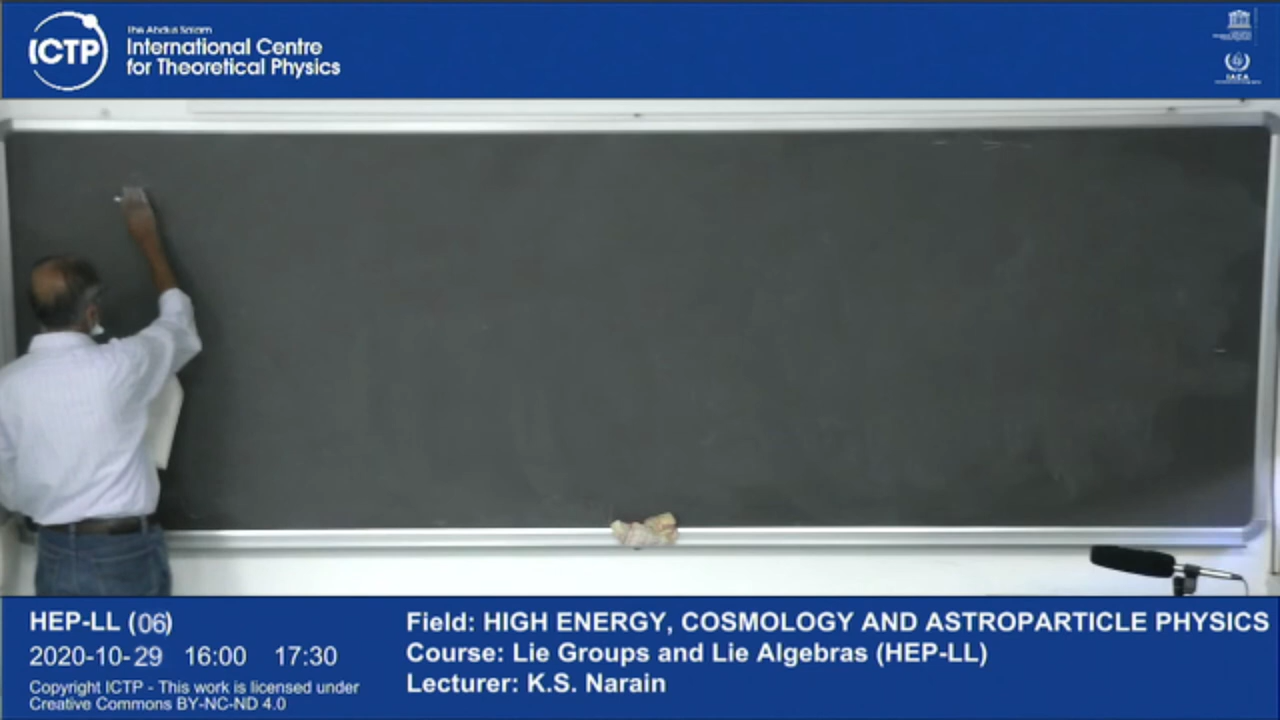 ICTP
The Abdus Salam
International Centre
for Theoretical Physics
IAEA
HEP-LL (06)
2020-10-29 16:00 17:30
Copyright ICTP - This work is licensed under
Creative Commons BY-NC-ND 4.0
Field: HIGH ENERGY, COSMOLOGY AND ASTROPARTICLE PHYSICS
Course: Lie Groups and Lie Algebras (HEP-LL)
Lecturer: K.S. Narain